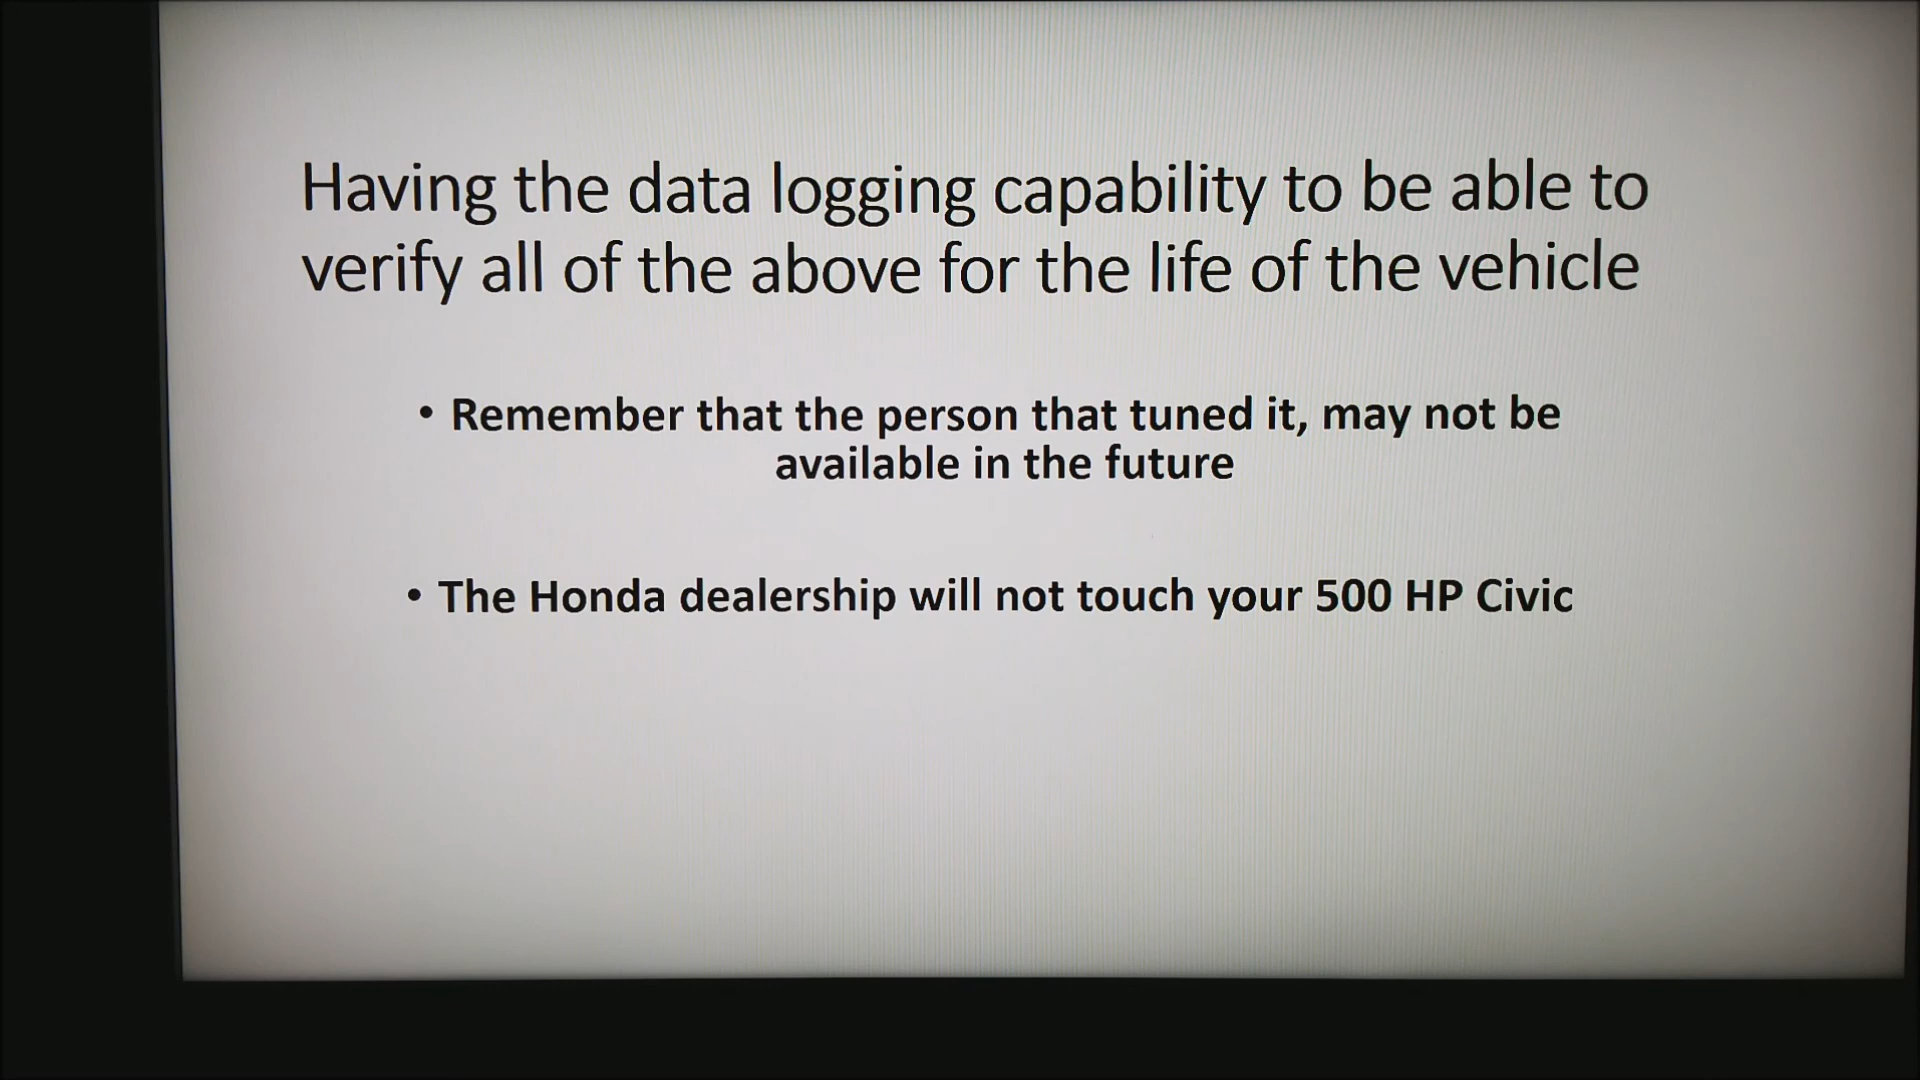 Having the data logging capability to be able to
verify all of the above for the life of the vehicle
• Remember that the person that tuned it, may not be
available in the future
• The Honda dealership will not touch your 500 HP Civic